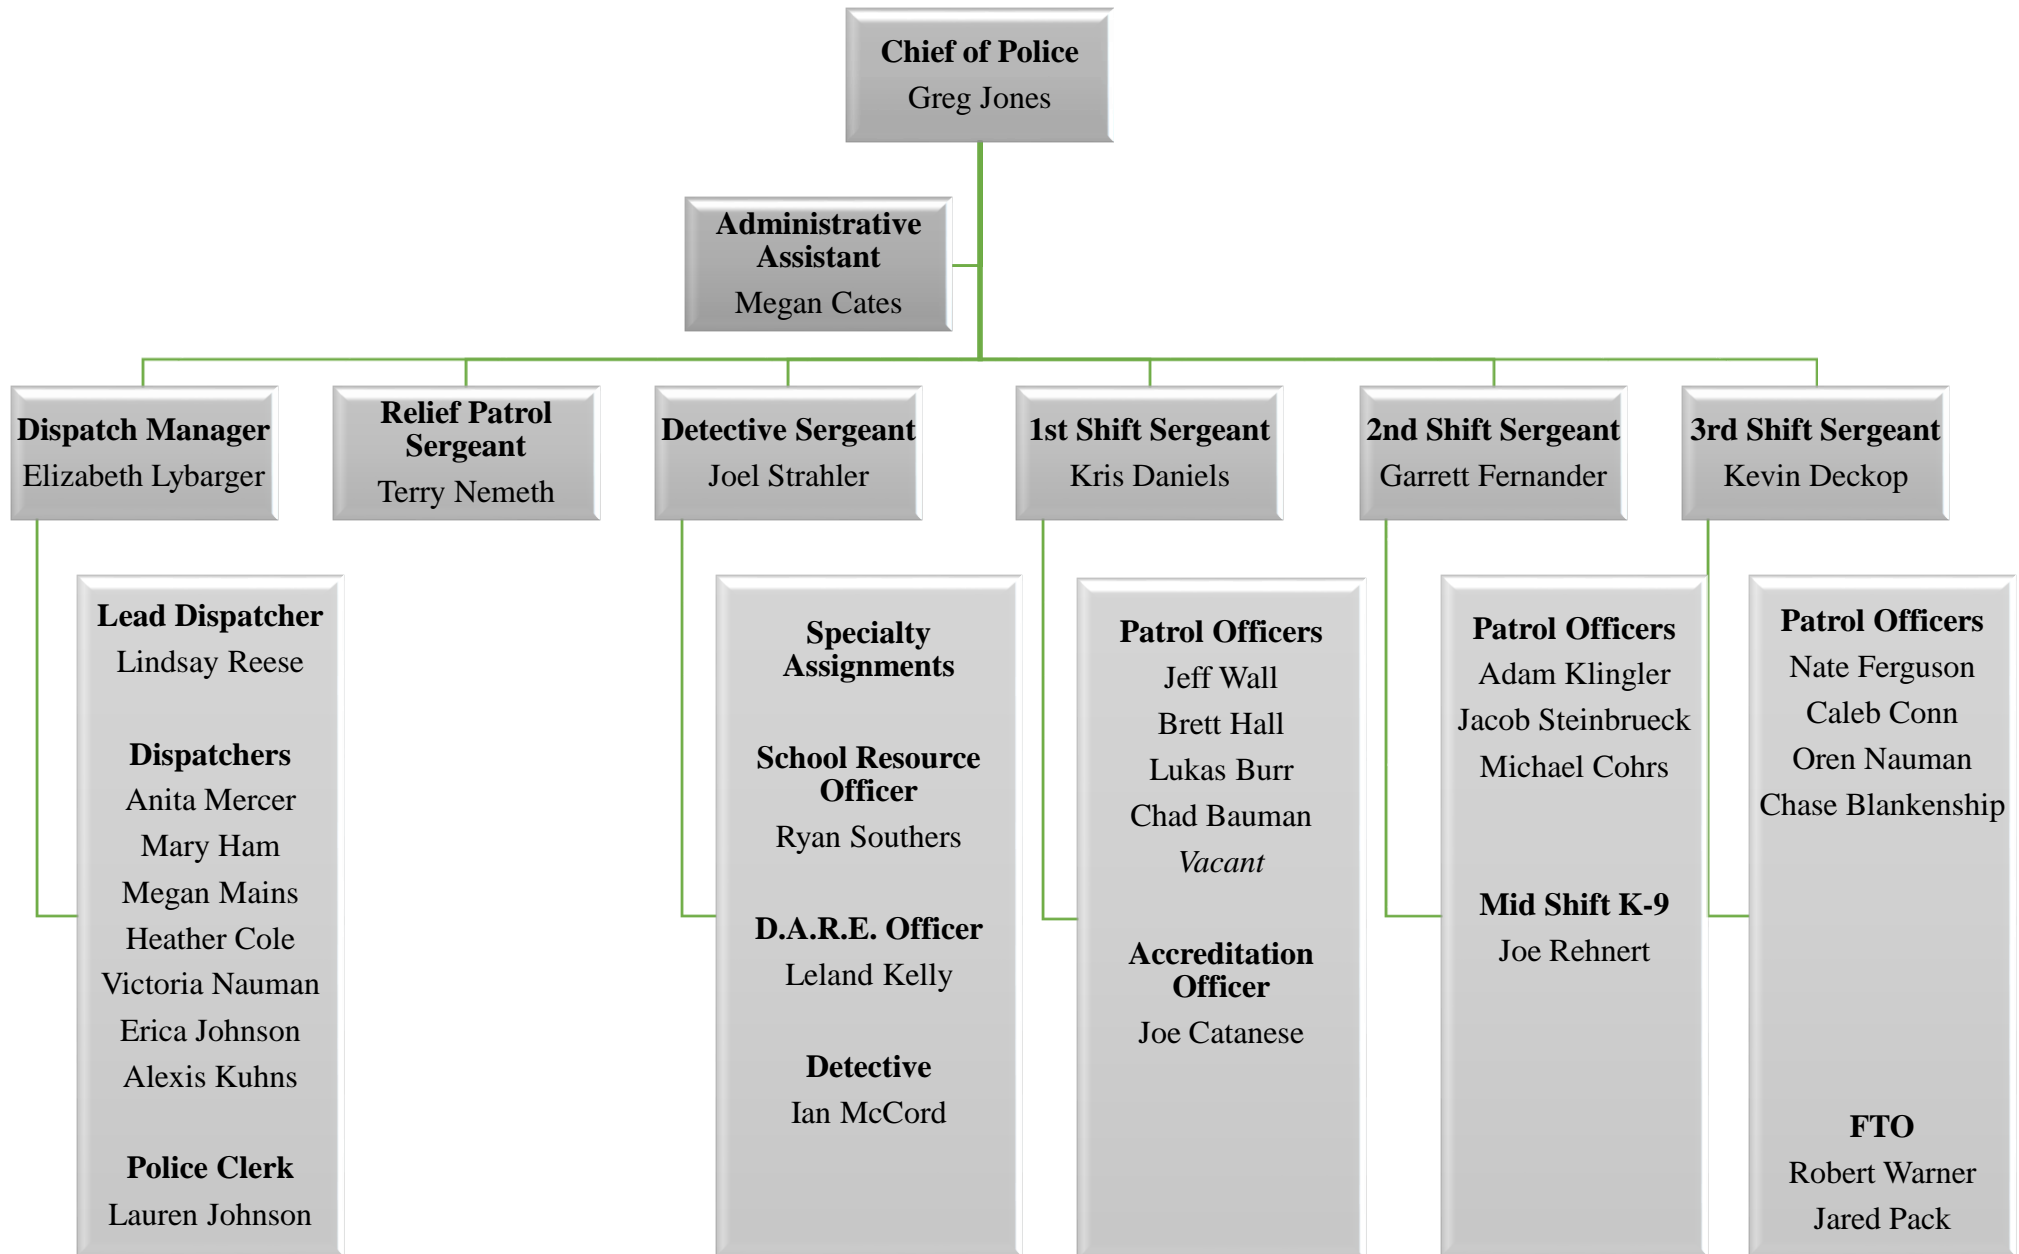 Chief of Police
Greg Jones
Administrative
Assistant
Megan Cates
Dispatch Manager
Elizabeth Lybarger
Relief Patrol
Sergeant
Terry Nemeth
Detective Sergeant
Joel Strahler
1st Shift Sergeant
Kris Daniels
2nd Shift Sergeant
Garrett Fernander
3rd Shift Sergeant
Kevin Deckop
Lead Dispatcher
Lindsay Reese
Dispatchers
Anita Mercer
Mary Ham
Megan Mains
Heather Cole
Victoria Nauman
Erica Johnson
Alexis Kuhns
Police Clerk
Lauren Johnson
Specialty
Assignments
School Resource
Officer
Ryan Southers
D.A.R.E. Officer
Leland Kelly
Detective
Ian McCord
Patrol Officers
Jeff Wall
Brett Hall
Lukas Burr
Chad Bauman
Vacant
Accreditation
Officer
Joe Catanese
Patrol Officers
Adam Klingler
Jacob Steinbrueck
Michael Cohrs
Mid Shift K-9
Joe Rehnert
Patrol Officers
Nate Ferguson
Caleb Conn
Oren Nauman
Chase Blankenship
FTO
Robert Warner
Jared Pack